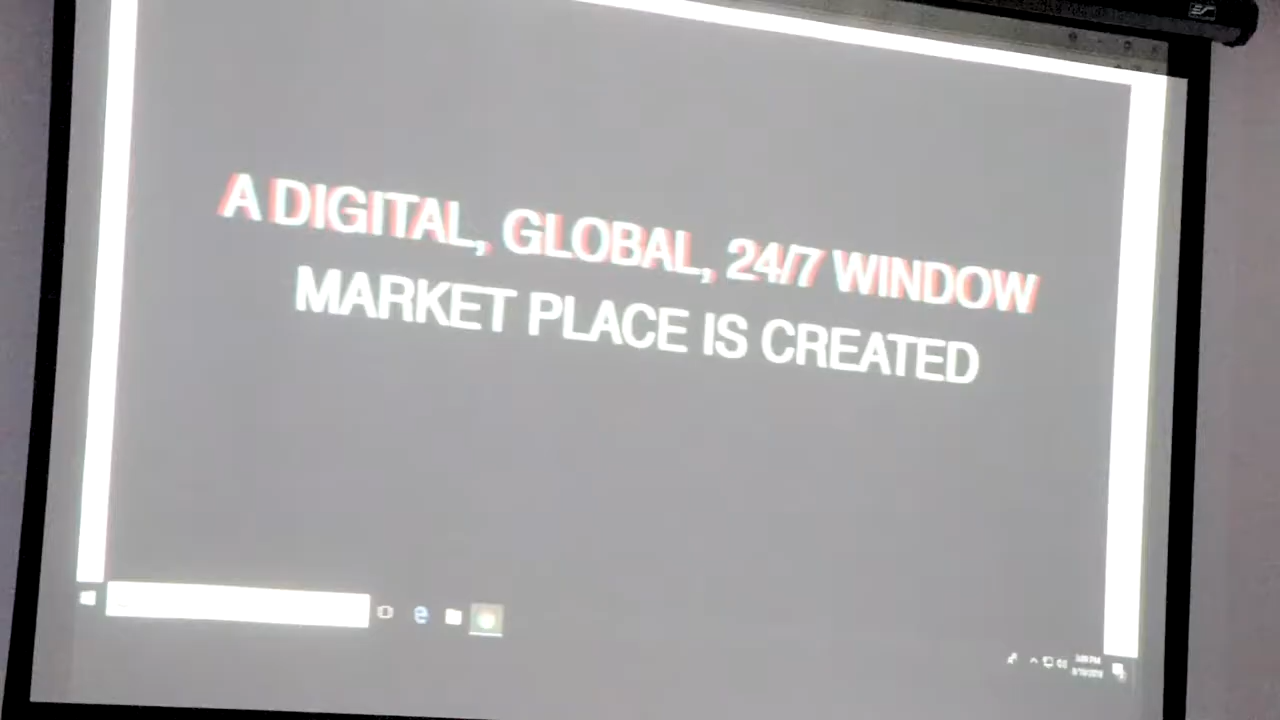 A DIGITAL, GLOBAL, 24/7 WINDOW
MARKET PLACE IS CREATED